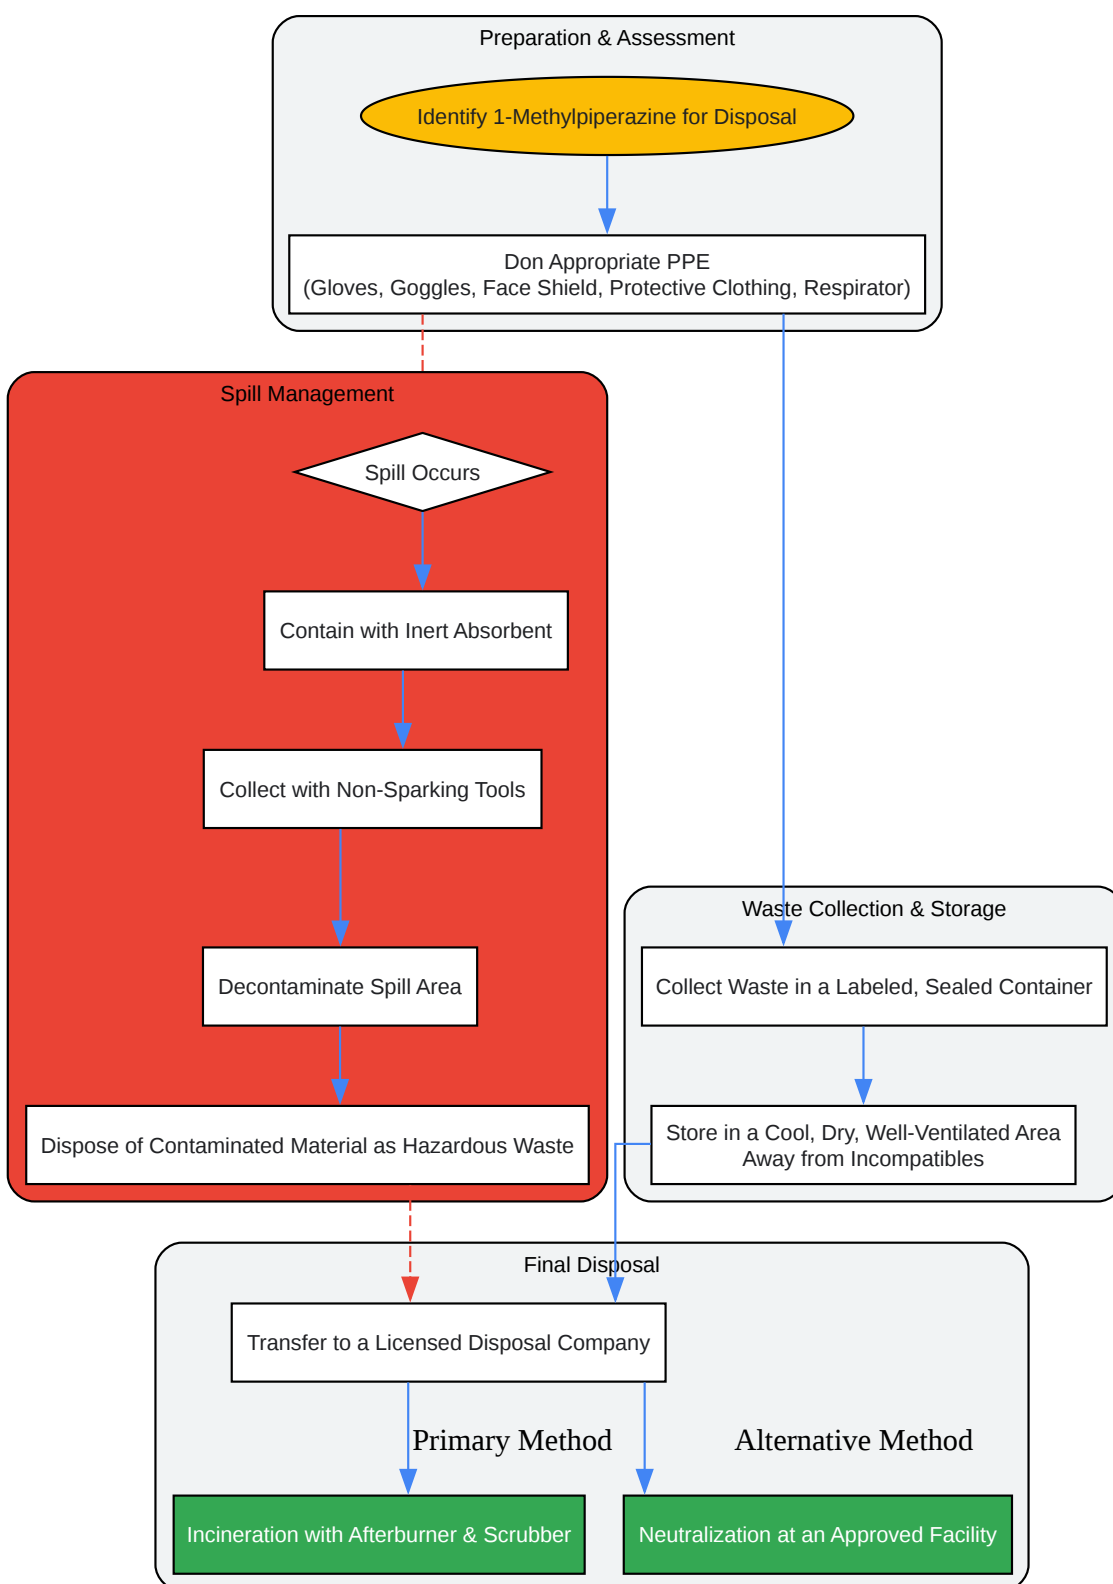 Preparation & Assessment
Identify 1-Methylpiperazine for Disposal
Don Appropriate PPE
(Gloves, Goggles, Face Shield, Protective Clothing, Respirator)
Spill Management
Spill Occurs
Contain with Inert Absorbent
Collect with Non-Sparking Tools
Decontaminate Spill Area
Dispose of Contaminated Material as Hazardous Waste
Waste Collection & Storage
Collect Waste in a Labeled, Sealed Container
Store in a Cool, Dry, Well-Ventilated Area
Away from Incompatibles
Final Disposal
Transfer to a Licensed Disposal Company
Primary Method
Alternative Method
Incineration with Afterburner & Scrubber
Neutralization at an Approved Facility